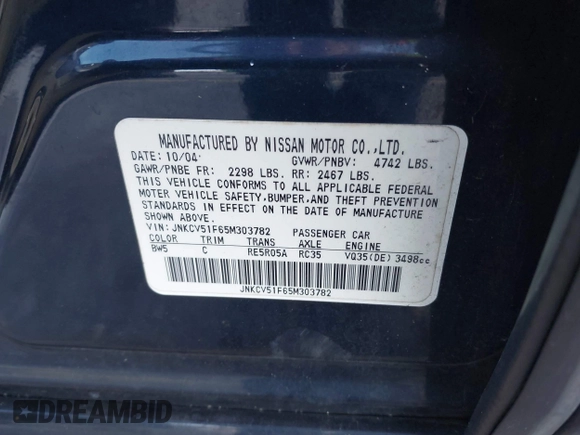 MANUFACTURED BY NISSAN MOTOR CO.,LTD.
DATE: 10/04 GVWR/PNBV: 4742 LBS.
GAWR/PNBE FR: 2298 LBS. RR: 2467 LBS.
THIS VEHICLE CONFORMS TO ALL APPLICABLE FEDERAL
MOTOR VEHICLE SAFETY,BUMPER,AND THEFT PREVENTION
STANDARDS IN EFFECT ON THE DATE OF MANUFACTURE
SHOWN ABOVE.
VIN: JNKCV51F65M303782 PASSENGER CAR
COLOR TRIM TRANS AXLE ENGINE
BW5 C RE5R05A RC35 VQ35(DE) 3498cc
JNKCV51F65M303782
DREAMBID